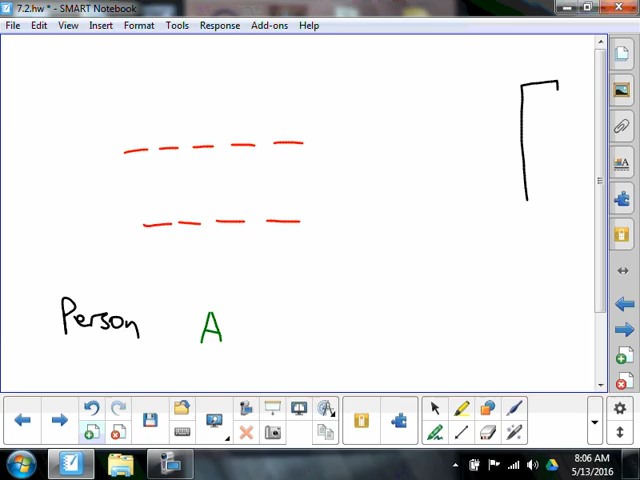 7.2.hw * - SMART Notebook
File Edit View Insert Format Tools Response Add-ons Help
Person A
8:06 AM
5/13/2016